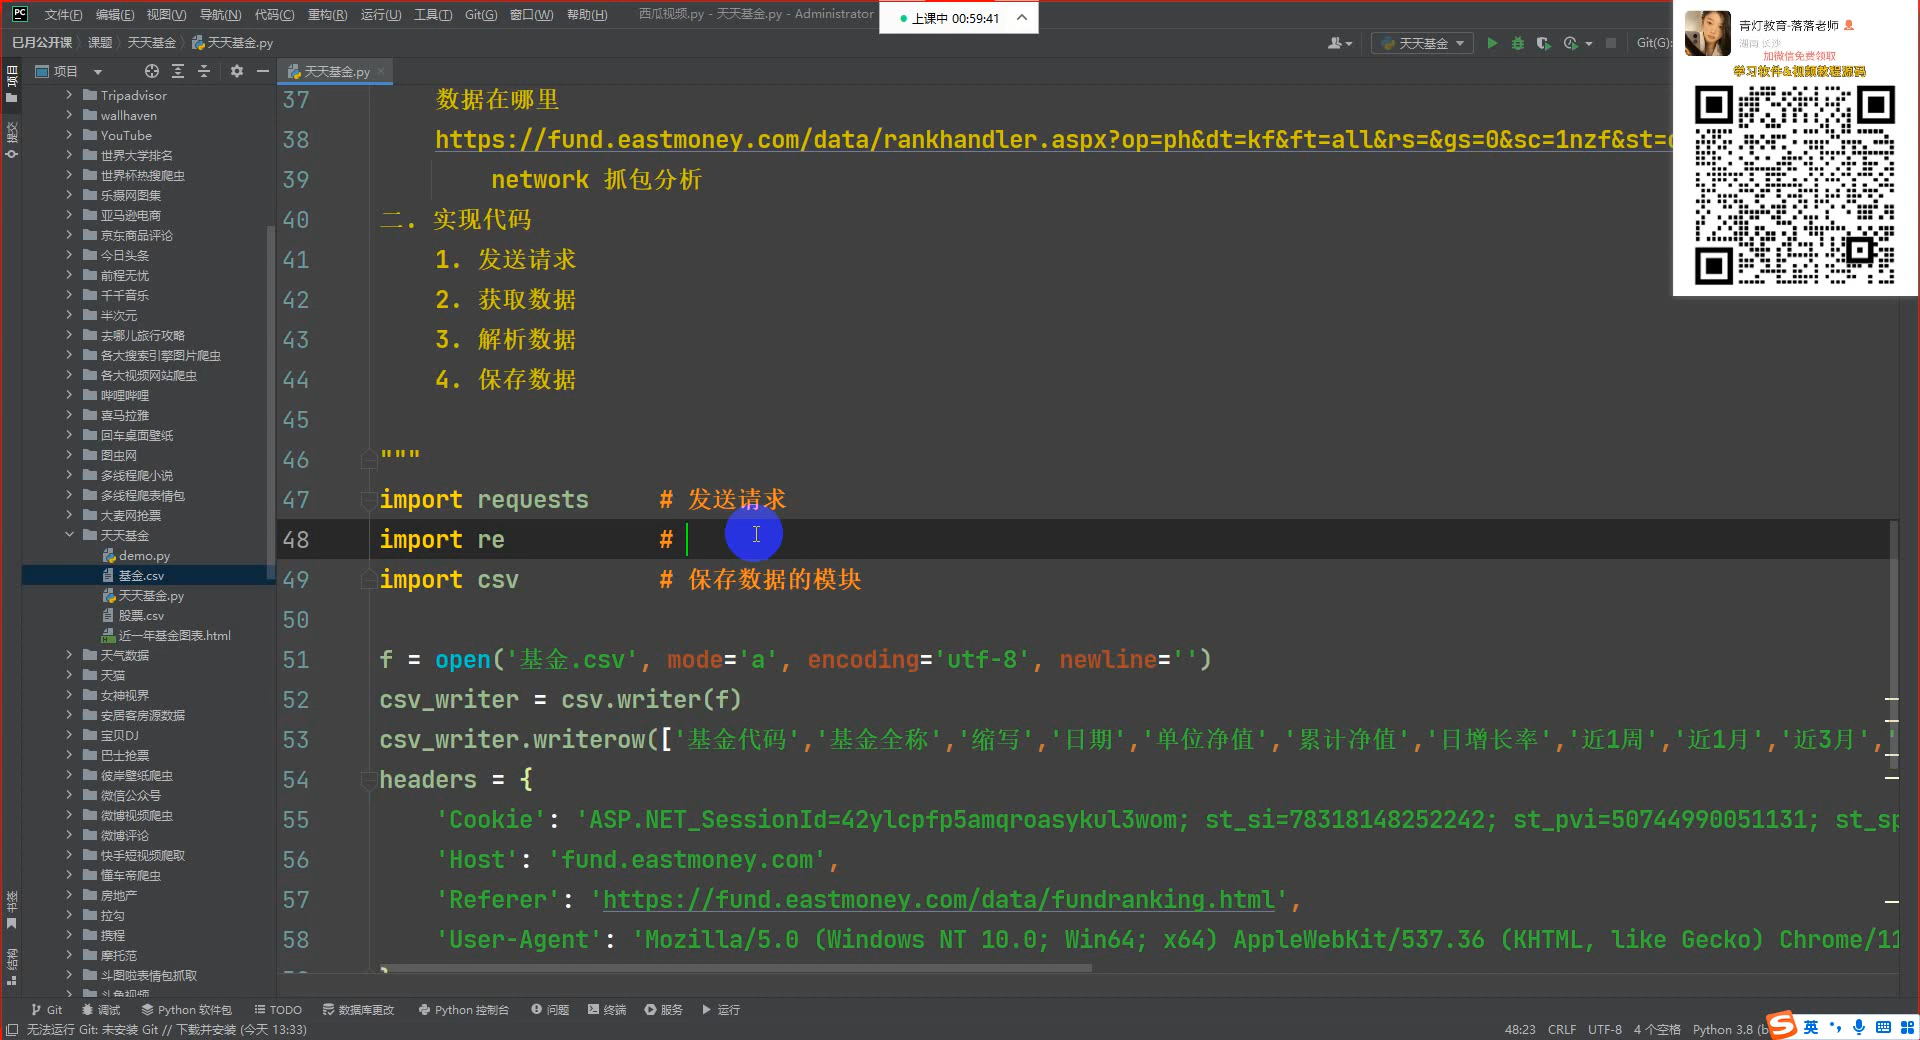 PC 文件(F) 编辑(E) 视图(V) 导航(N) 代码(C) 重构(R) 运行(U) 工具(T) Git(G) 窗口(W) 帮助(H) 西瓜视频.py - 天天基金.py - Administrator
上课中 00:59:41
巳月公开课 课题 天天基金 天天基金.py
天天基金
Git(G):
项目
天天基金.py
青灯教育-落落老师
湖南 长沙
加微信免费领取
学习软件&视频教程源码
项目
提交
书签
结构
Tripadvisor
wallhaven
YouTube
世界大学排名
世界杯热搜爬虫
乐摄网图集
亚马逊电商
京东商品评论
今日头条
前程无忧
千千音乐
半次元
去哪儿旅行攻略
各大搜索引擎图片爬虫
各大视频网站爬虫
哔哩哔哩
喜马拉雅
回车桌面壁纸
图虫网
多线程爬小说
多线程爬表情包
大麦网抢票
天天基金
demo.py
基金.csv
天天基金.py
股票.csv
近一年基金图表.html
天气数据
天猫
女神视界
安居客房源数据
宝贝DJ
巴士抢票
彼岸壁纸爬虫
微信公众号
微博视频爬虫
微博评论
快手短视频爬取
懂车帝爬虫
房地产
拉勾
携程
摩托范
斗图啦表情包抓取
斗鱼视频
37 数据在哪里
38 https://fund.eastmoney.com/data/rankhandler.aspx?op=ph&dt=kf&ft=all&rs=&gs=0&sc=1nzf&st=
39 network 抓包分析
40 二. 实现代码
41 1. 发送请求
42 2. 获取数据
43 3. 解析数据
44 4. 保存数据
45
46 """
47 import requests # 发送请求
48 import re #
49 import csv # 保存数据的模块
50
51 f = open('基金.csv', mode='a', encoding='utf-8', newline='')
52 csv_writer = csv.writer(f)
53 csv_writer.writerow(['基金代码','基金全称','缩写','日期','单位净值','累计净值','日增长率','近1周','近1月','近3月','
54 headers = {
55 'Cookie': 'ASP.NET_SessionId=42ylcpfp5amqroasykul3wom; st_si=78318148252242; st_pvi=50744990051131; st_sp
56 'Host': 'fund.eastmoney.com',
57 'Referer': 'https://fund.eastmoney.com/data/fundranking.html',
58 'User-Agent': 'Mozilla/5.0 (Windows NT 10.0; Win64; x64) AppleWebKit/537.36 (KHTML, like Gecko) Chrome/11
Git 调试 Python 软件包 TODO 数据库更改 Python 控制台 问题 终端 服务 运行
无法运行 Git: 未安装 Git // 下载并安装 (今天 13:33)
48:23 CRLF UTF-8 4 个空格 Python 3.8 (b
S 英